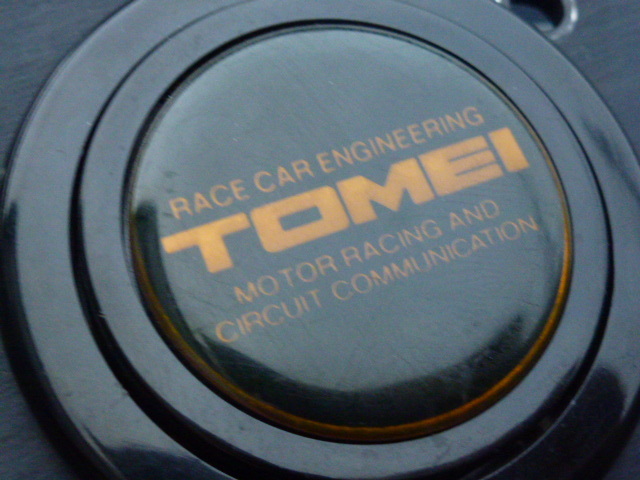 RACE CAR ENGINEERING
TOMEI
MOTOR RACING AND
CIRCUIT COMMUNICATION